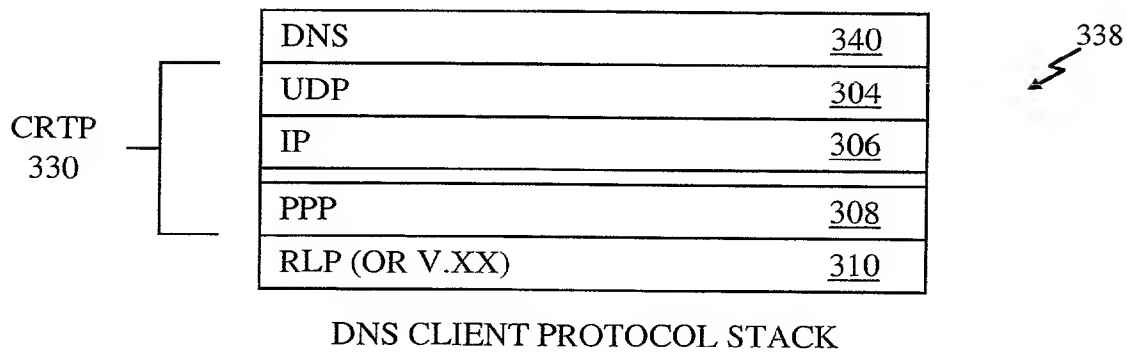 DNS 340
338
UDP 304
CRTP
330
IP 306
PPP 308
RLP (OR V.XX) 310
DNS CLIENT PROTOCOL STACK